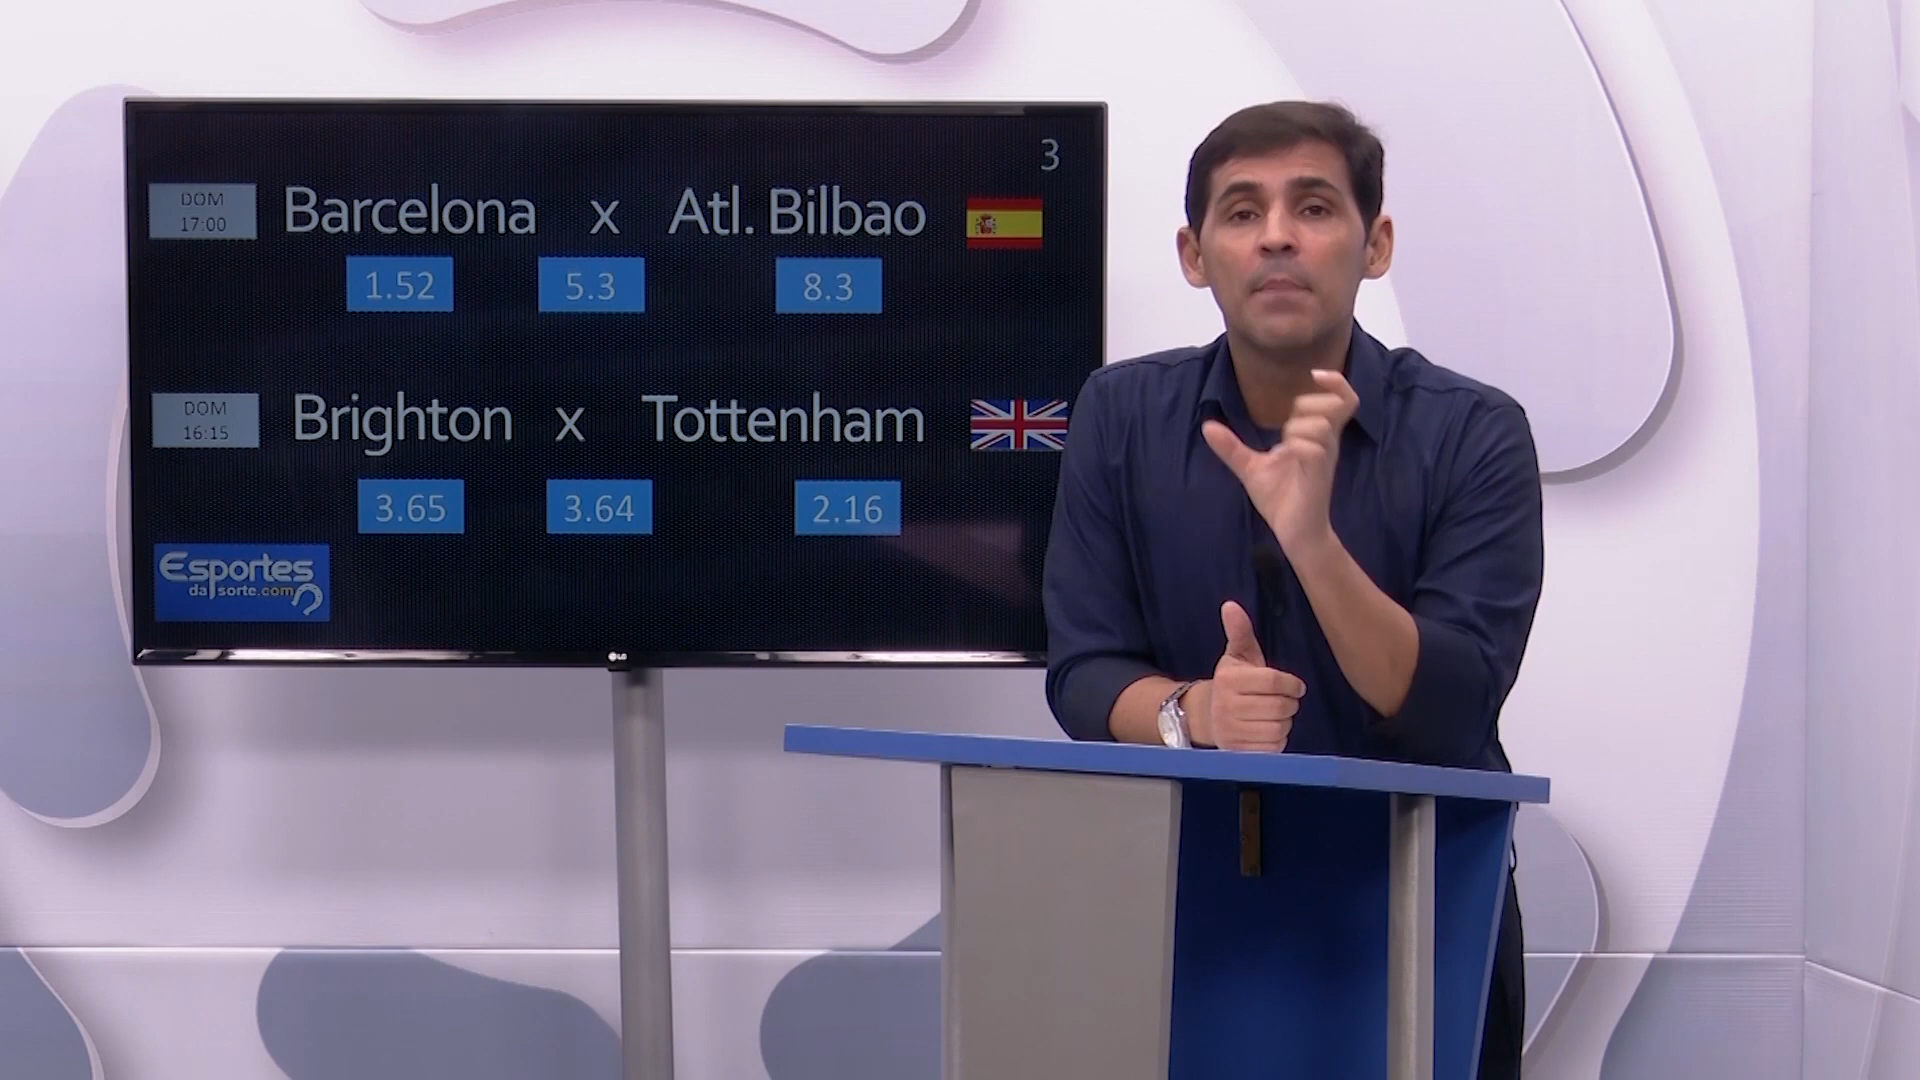 3
DOM
17:00
Barcelona x Atl. Bilbao
1.52 5.3 8.3
DOM
16:15
Brighton x Tottenham
3.65 3.64 2.16
Esportes
da sorte.com
LG